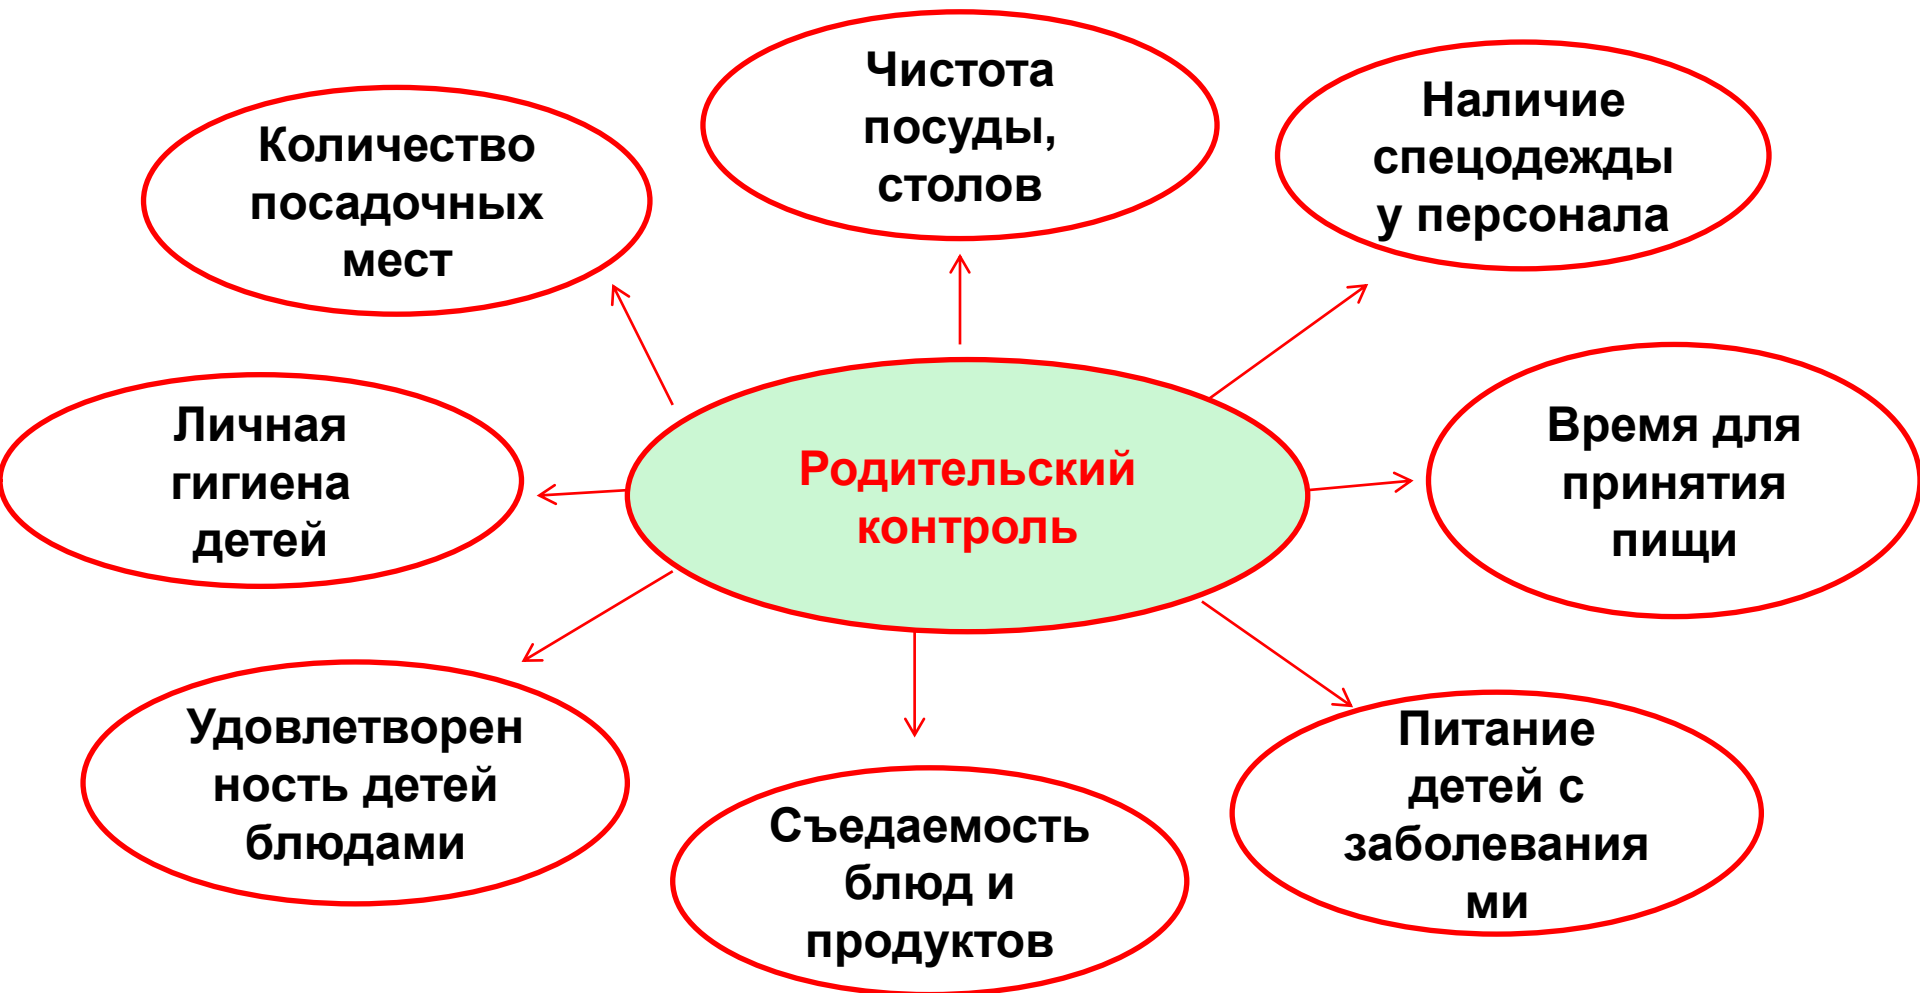 Чистота
посуды,
столов
Наличие
спецодежды
у персонала
Количество
посадочных
мест
Личная
гигиена
детей
Родительский
контроль
Время для
принятия
пищи
Удовлетворен
ность детей
блюдами
Съедаемость
блюд и
продуктов
Питание
детей с
заболевания
ми